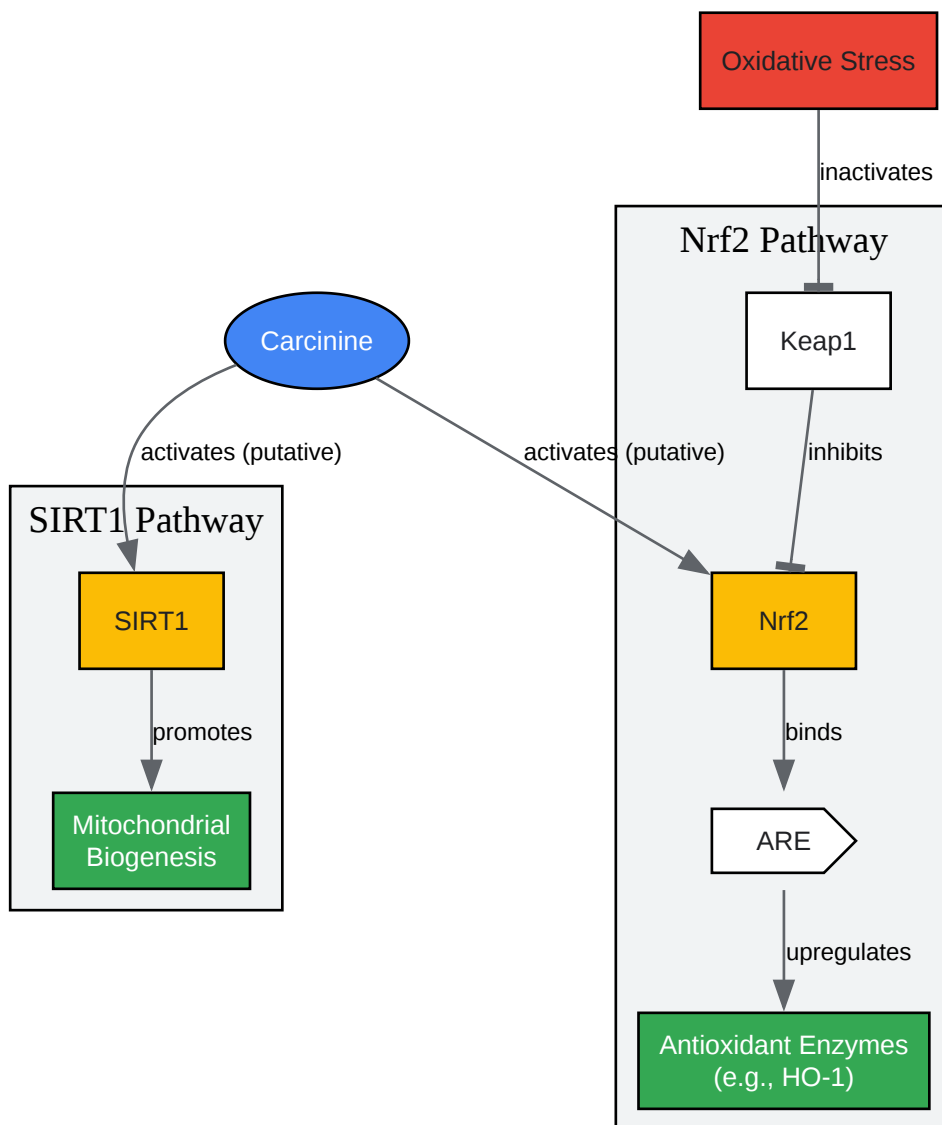 Oxidative Stress
inactivates
Nrf2 Pathway
Carcinine
Keap1
activates (putative)
activates (putative)
inhibits
SIRT1 Pathway
SIRT1
Nrf2
promotes
binds
Mitochondrial
Biogenesis
ARE
upregulates
Antioxidant Enzymes
(e.g., HO-1)